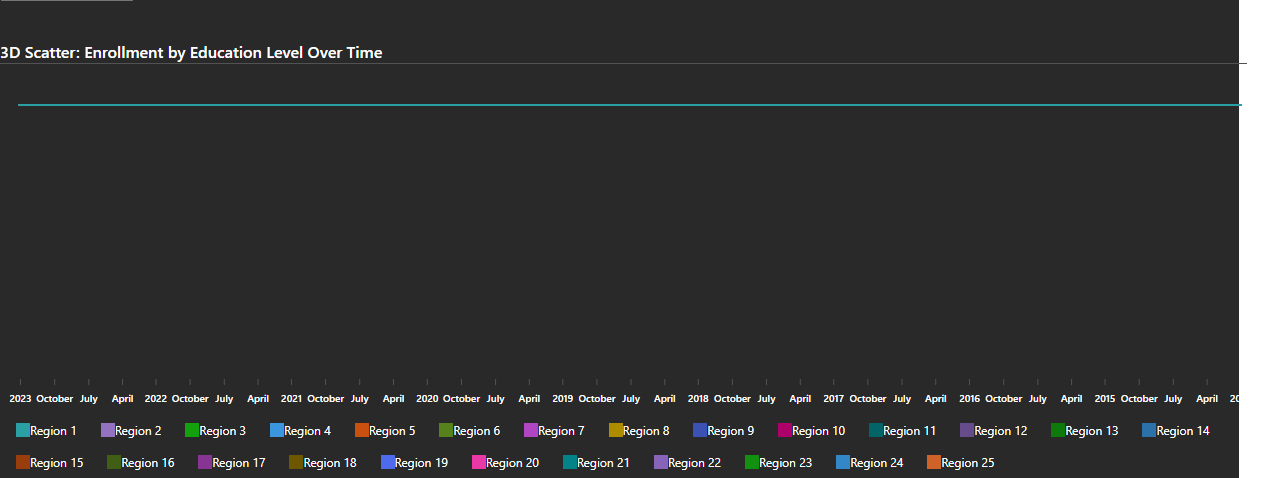 3D Scatter: Enrollment by Education Level Over Time
2023 October July April 2022 October July April 2021 October July April 2020 October July April 2019 October July April 2018 October July April 2017 October July April 2016 October July April 2015 October July April
Region 1 Region 2 Region 3 Region 4 Region 5 Region 6 Region 7 Region 8 Region 9 Region 10 Region 11 Region 12 Region 13 Region 14
Region 15 Region 16 Region 17 Region 18 Region 19 Region 20 Region 21 Region 22 Region 23 Region 24 Region 25